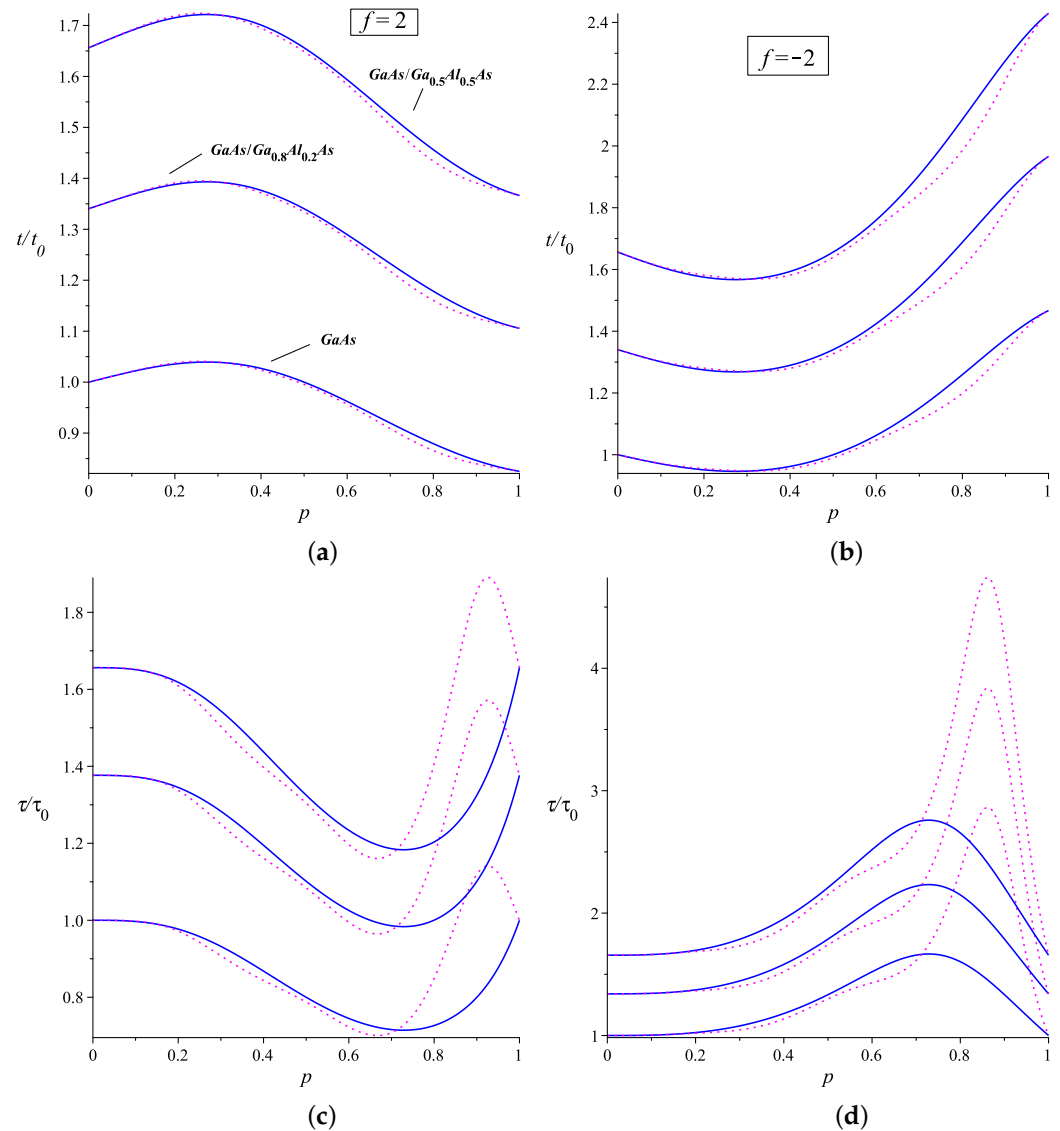 f = 2
GaAs/Ga0.5Al0.5As
GaAs/Ga0.8Al0.2As
GaAs
t/t0
1.7
1.6
1.5
1.4
1.3
1.2
1.1
1.0
0.9
0 0.2 0.4 0.6 0.8 1
p
(a)
f = −2
t/t0
2.4
2.2
2
1.8
1.6
1.4
1.2
1
0 0.2 0.4 0.6 0.8 1
p
(b)
τ/τ0
1.8
1.6
1.4
1.2
1.0
0.8
0 0.2 0.4 0.6 0.8 1
p
(c)
τ/τ0
4
3
2
1
0 0.2 0.4 0.6 0.8 1
p
(d)